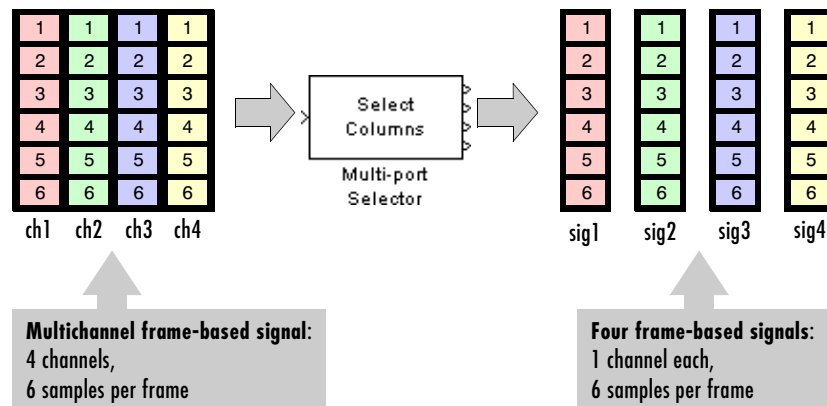 1 1 1 1
2 2 2 2
3 3 3 3
4 4 4 4
5 5 5 5
6 6 6 6
ch1 ch2 ch3 ch4
Select
Columns
Multi-port
Selector
1 1 1 1
2 2 2 2
3 3 3 3
4 4 4 4
5 5 5 5
6 6 6 6
sig1 sig2 sig3 sig4
Multichannel frame-based signal:
4 channels,
6 samples per frame
Four frame-based signals:
1 channel each,
6 samples per frame